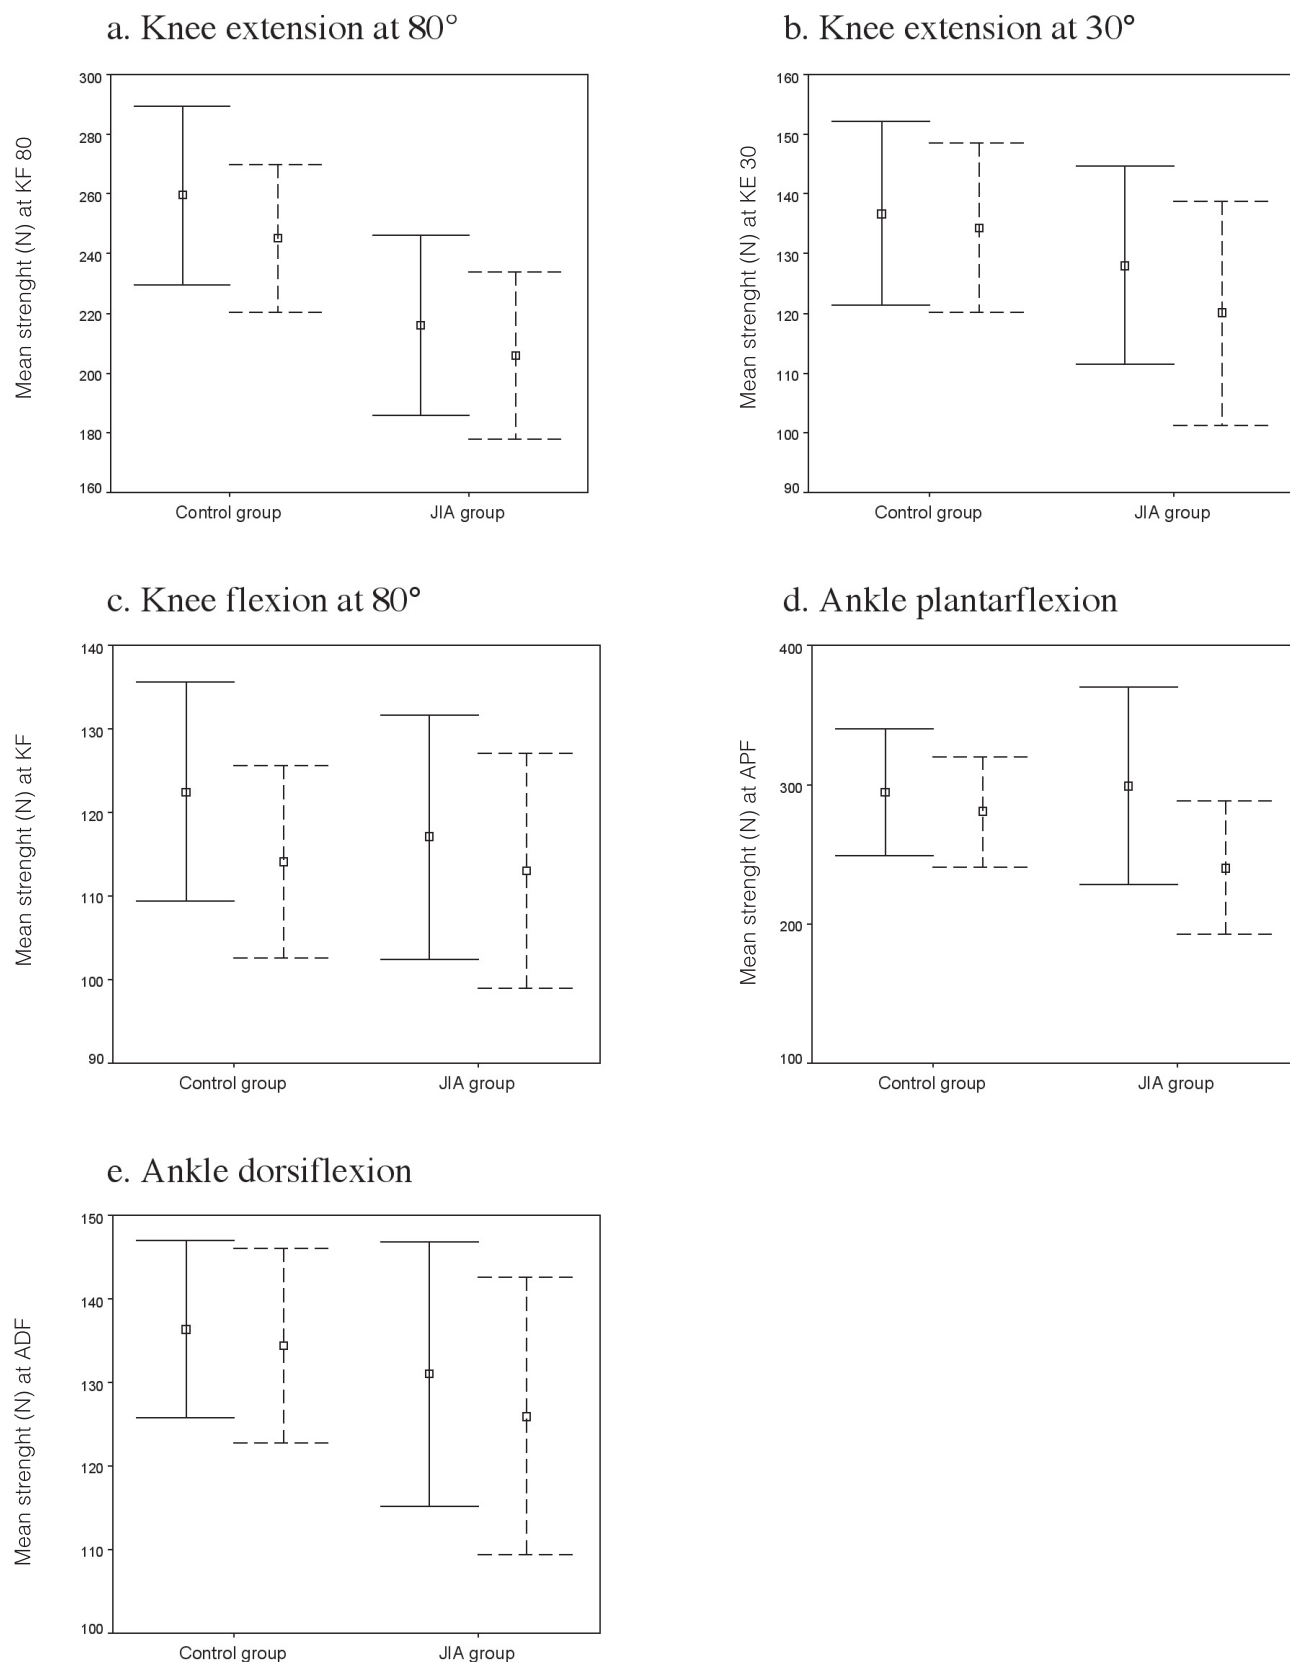 a. Knee extension at 80°
Mean strenght (N) at KF 80
300
280
260
240
220
200
180
160
Control group JIA group
b. Knee extension at 30°
Mean strenght (N) at KE 30
160
150
140
130
120
110
100
90
Control group JIA group
c. Knee flexion at 80°
Mean strenght (N) at KF
140
130
120
110
100
90
Control group JIA group
d. Ankle plantarflexion
Mean strenght (N) at APF
400
300
200
100
Control group JIA group
e. Ankle dorsiflexion
Mean strenght (N) at ADF
150
140
130
120
110
100
Control group JIA group